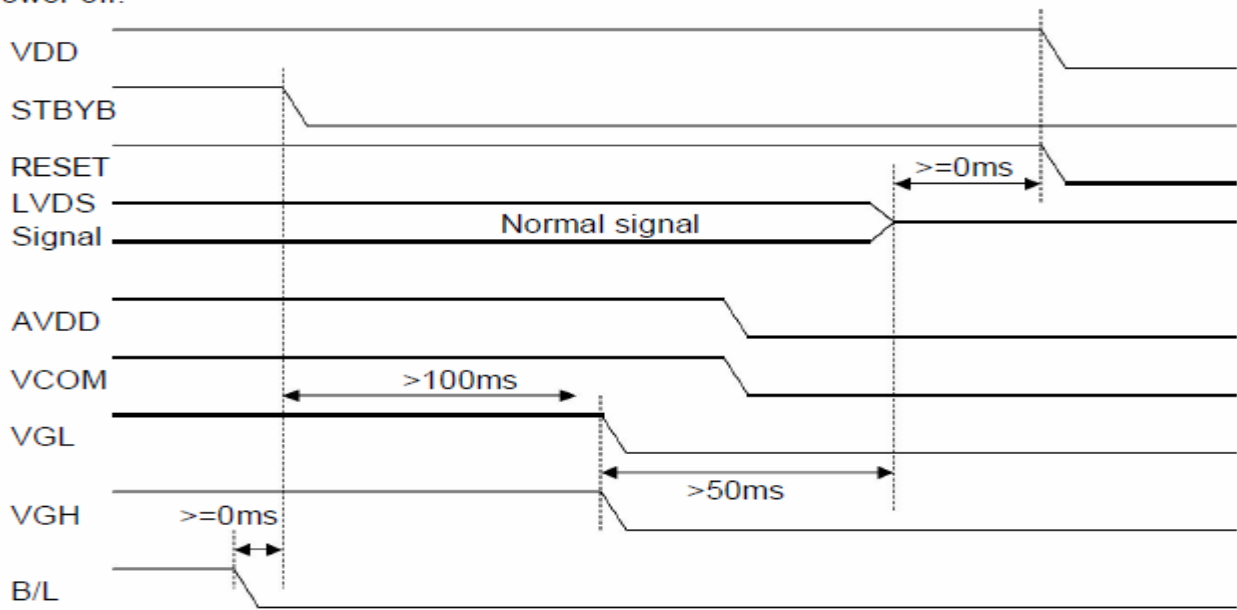 VDD
STBYB
RESET
>=0ms
LVDS
Normal signal
Signal
AVDD
VCOM
>100ms
VGL
>50ms
VGH
>=0ms
B/L